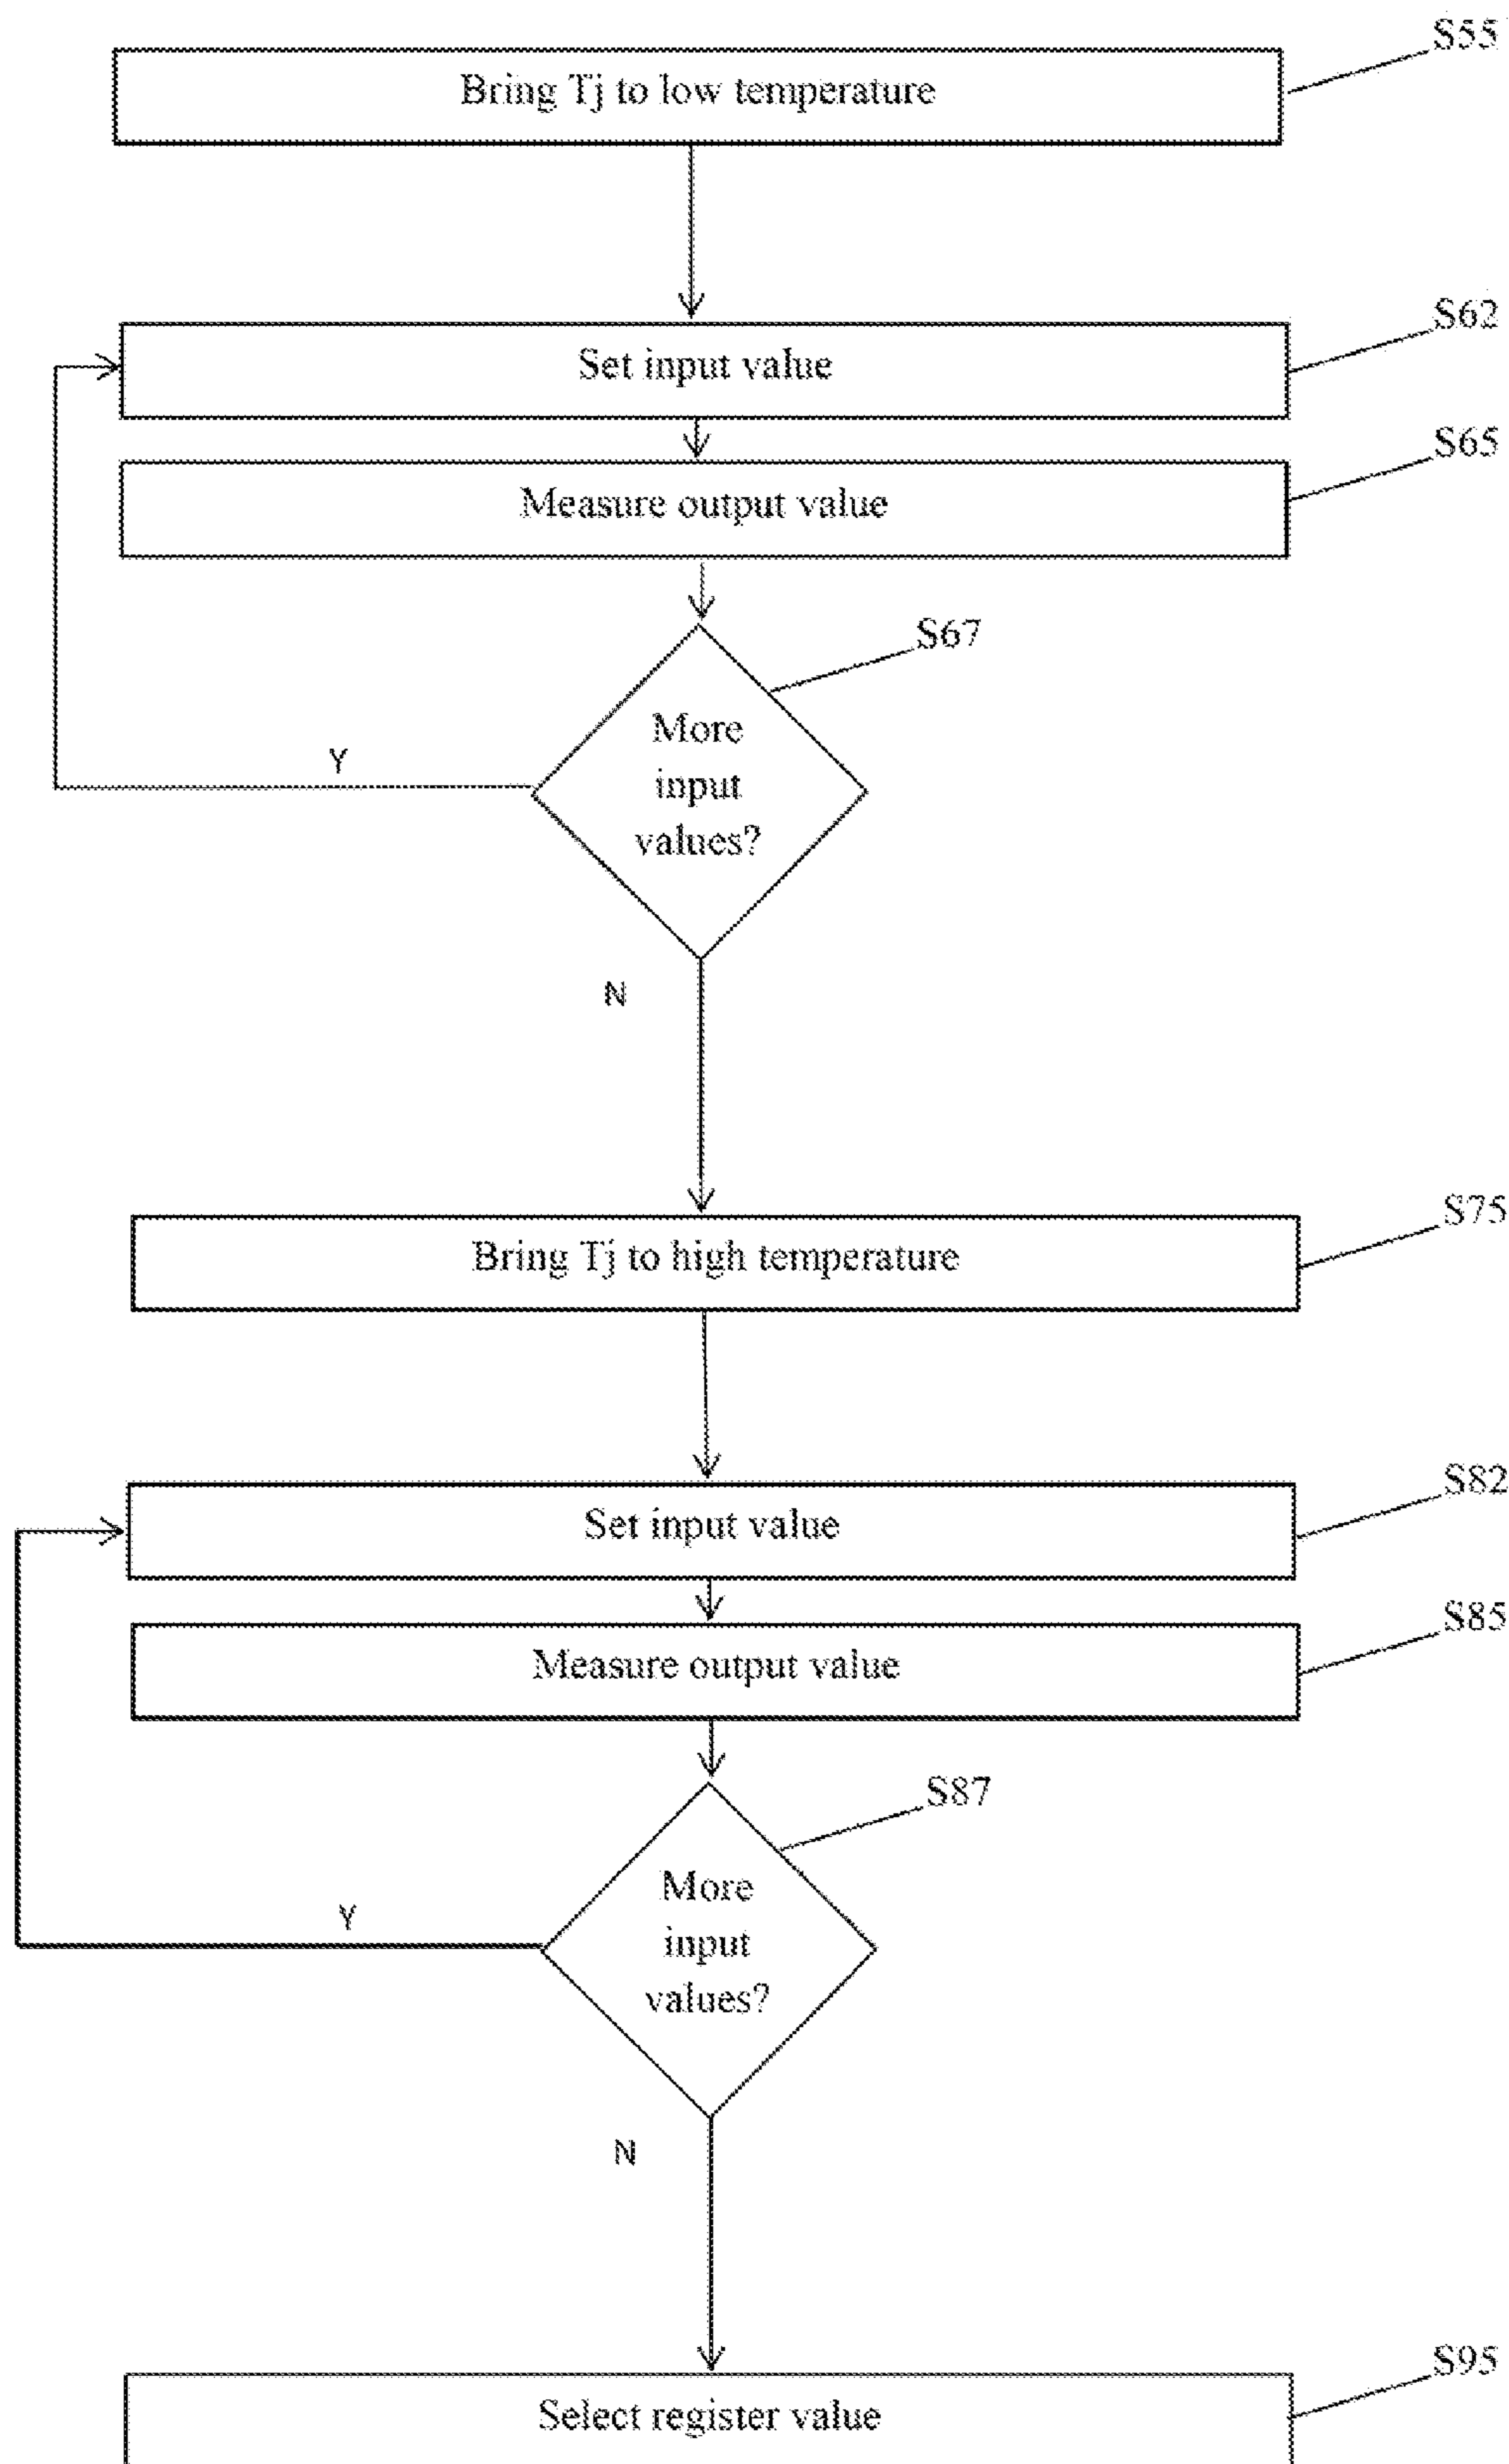 S55
Bring Tj to low temperature
S62
Set input value
S65
Measure output value
S67
More
input
values?
Y
N
S75
Bring Tj to high temperature
S82
Set input value
S85
Measure output value
S87
More
input
values?
Y
N
S95
Select register value